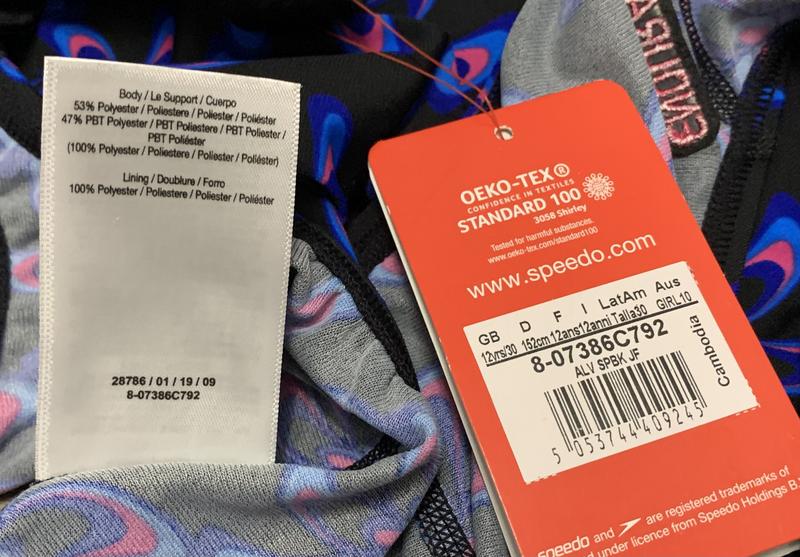 Body / Le Support / Cuerpo
53% Polyester / Poliestere / Poliester / Poliéster
47% PBT Polyester / PBT Poliestere / PBT Poliester /
PBT Poliéster
(100% Polyester / Poliestere / Poliester / Poliéster)
Lining / Doublure / Forro
100% Polyester / Poliestere / Poliester / Poliéster
28786 / 01 / 19 / 09
8-07386C792
OEKO-TEX®
CONFIDENCE IN TEXTILES
STANDARD 100
3058 Shirley
Tested for harmful substances.
www.oeko-tex.com/standard100
www.speedo.com
GB D F I LatAm Aus
12yrs/30 152cm 12ans 12anni Talla30 GIRL10
8-07386C792
ALV SPBK JF
Cambodia
5 053744 409245
speedo and are registered trademarks of
under licence from Speedo Holdings B.